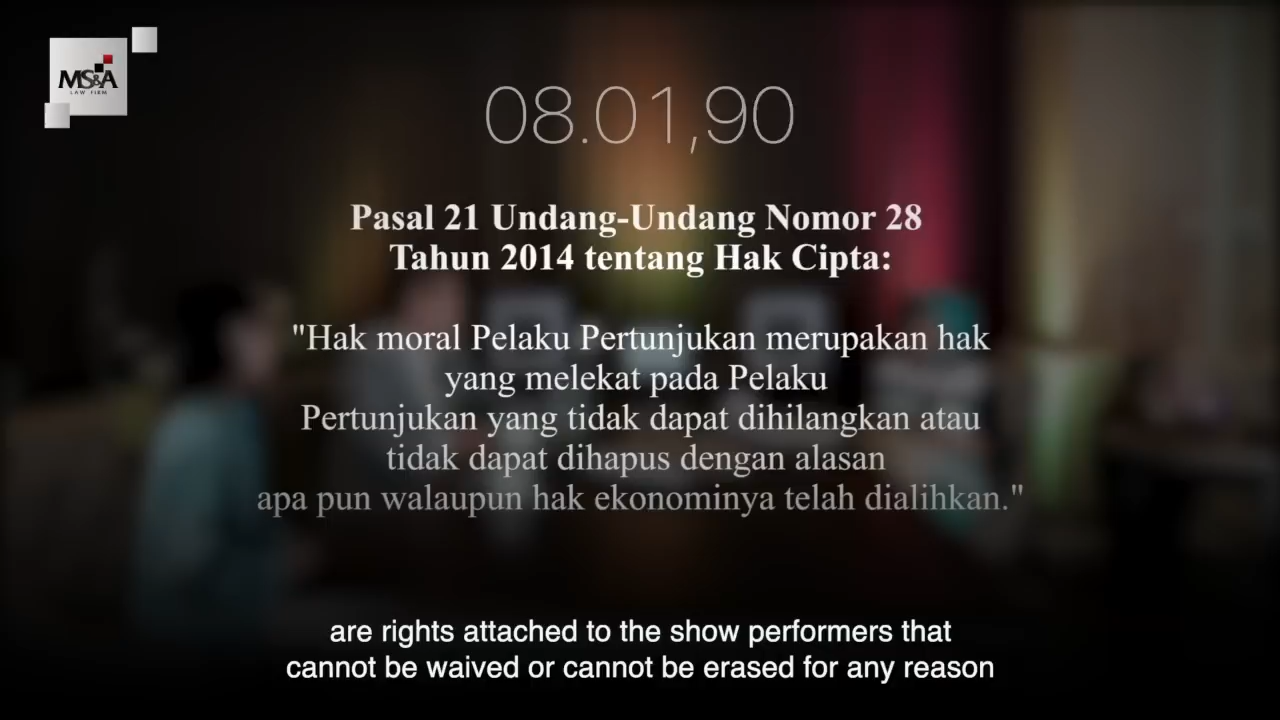 MS&A
LAW FIRM
08.01,90
Pasal 21 Undang-Undang Nomor 28
Tahun 2014 tentang Hak Cipta:
"Hak moral Pelaku Pertunjukan merupakan hak
yang melekat pada Pelaku
Pertunjukan yang tidak dapat dihilangkan atau
tidak dapat dihapus dengan alasan
apa pun walaupun hak ekonominya telah dialihkan."
are rights attached to the show performers that
cannot be waived or cannot be erased for any reason